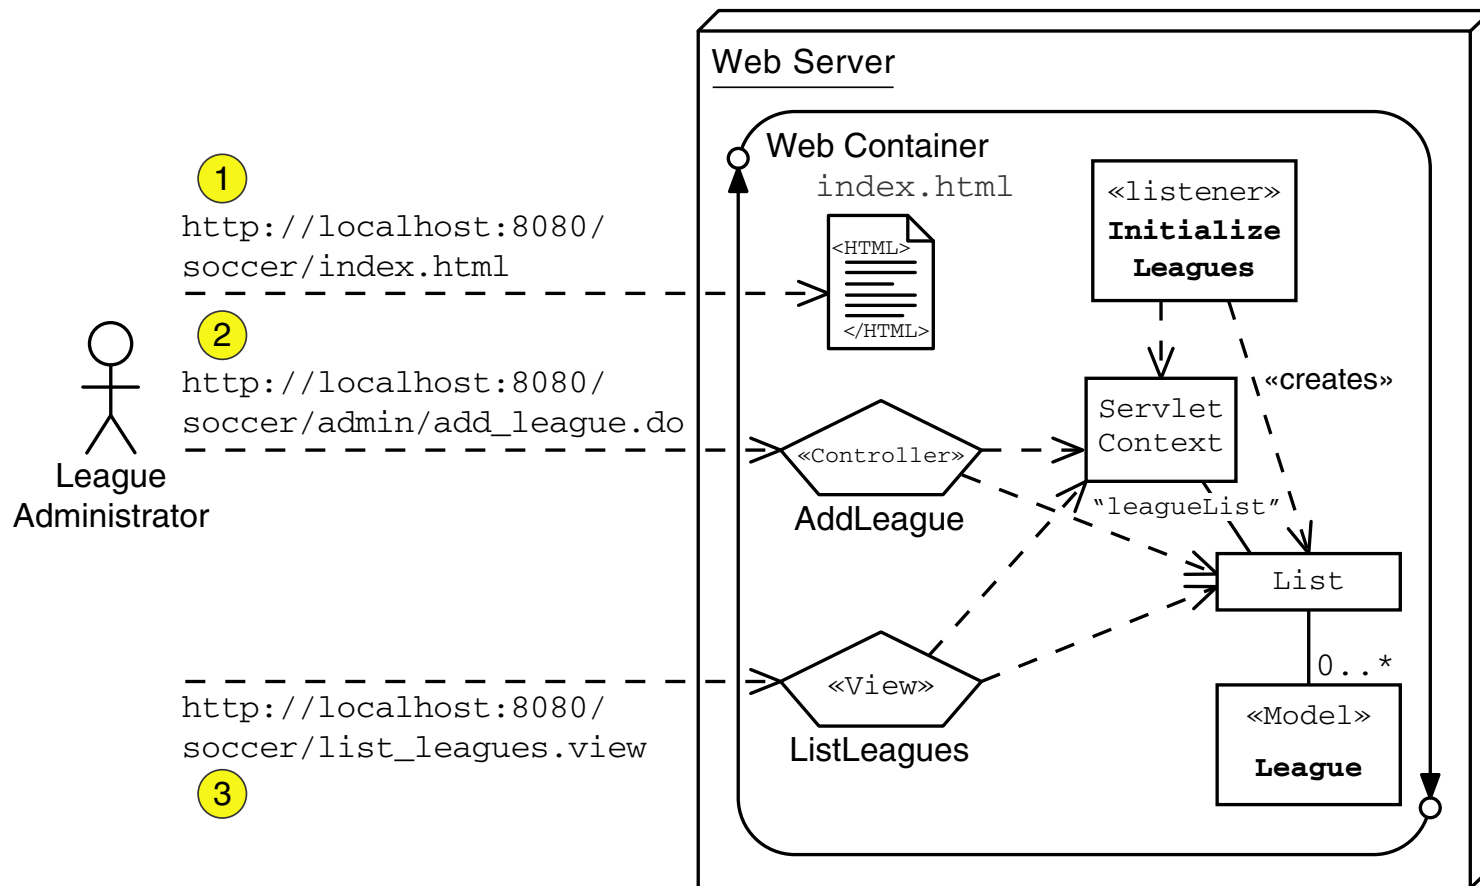 Web Server
Web Container
index.html
<HTML>
</HTML>
«listener»
Initialize
Leagues
1
http://localhost:8080/
soccer/index.html
2
http://localhost:8080/
soccer/admin/add_league.do
League
Administrator
«Controller»
AddLeague
Servlet
Context
«creates»
“leagueList”
List
0..*
«Model»
League
«View»
ListLeagues
http://localhost:8080/
soccer/list_leagues.view
3